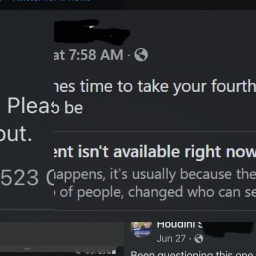 at 7:58 AM ·
nes time to take your fourth
Pleas be
out.
ent isn't available right now
523
happens, it's usually because the
of people, changed who can se
Houdini S
Jun 27 ·
Been questioning this one